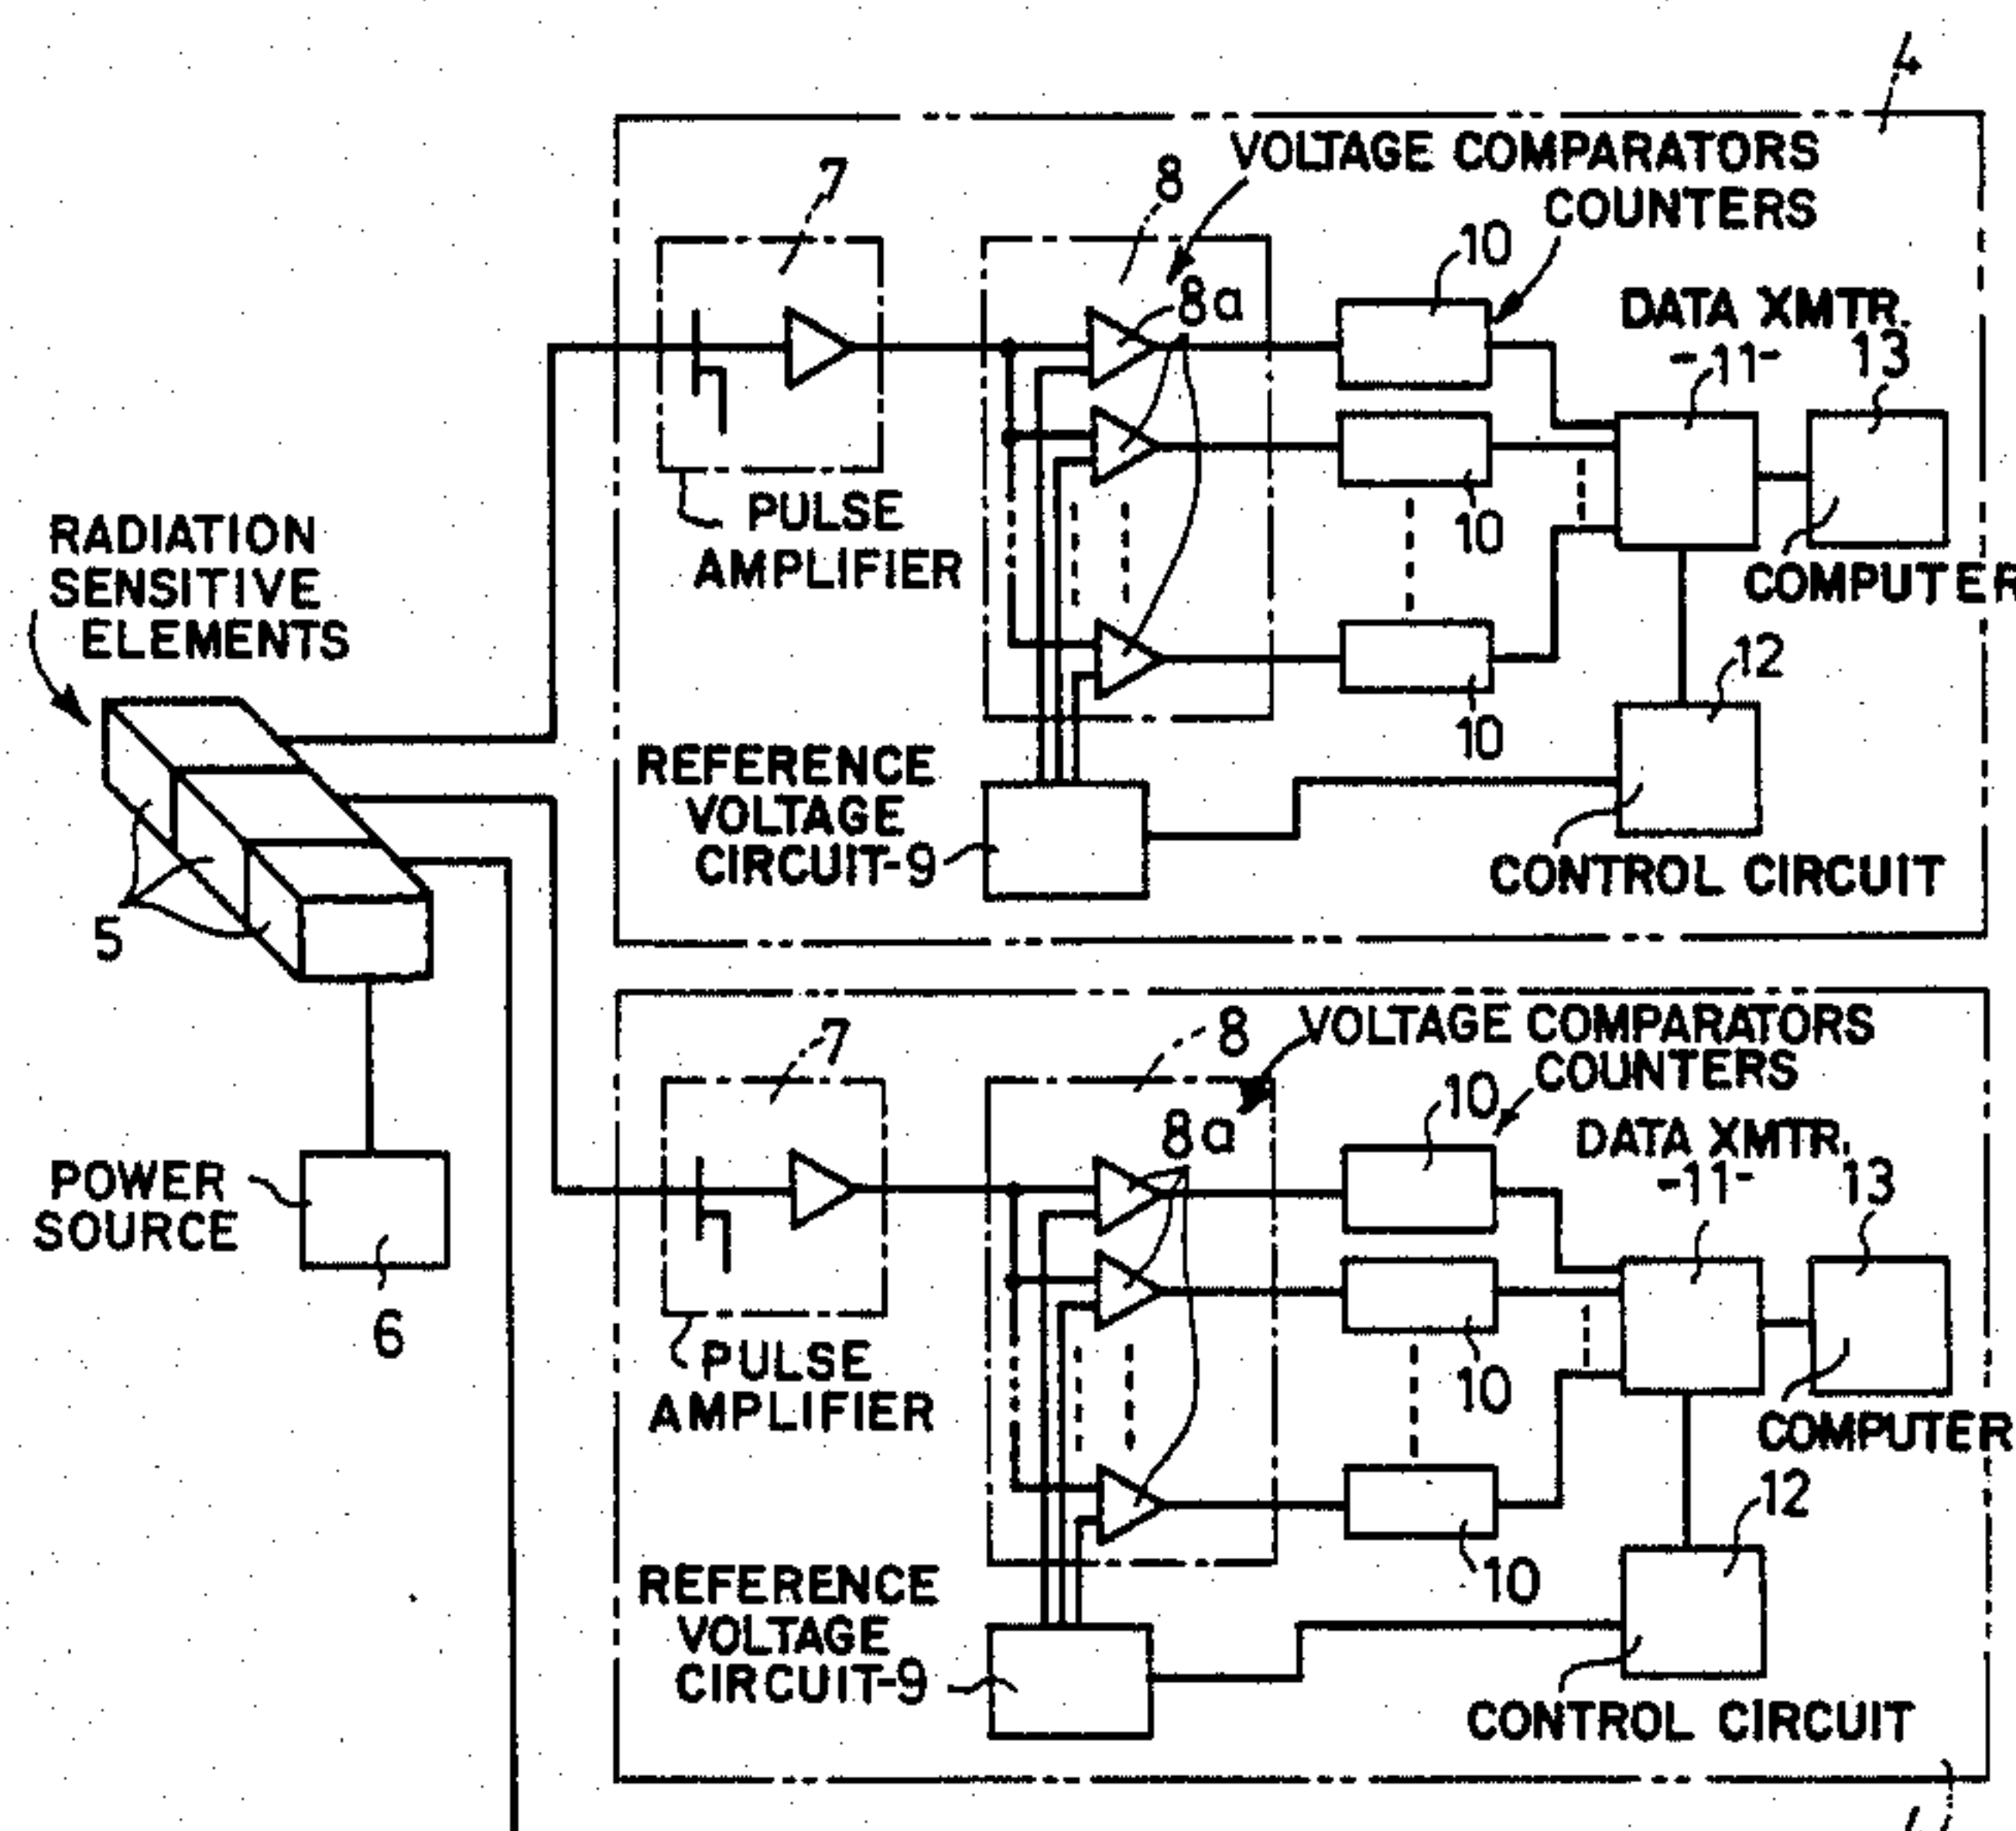 4
VOLTAGE COMPARATORS
COUNTERS
7
8
8a
10
DATA XMTR.
-11-
13
10
10
PULSE
AMPLIFIER
COMPUTER
12
RADIATION
SENSITIVE
ELEMENTS
5
REFERENCE
VOLTAGE
CIRCUIT-9
CONTROL CIRCUIT
POWER
SOURCE
6
7
8
VOLTAGE COMPARATORS
COUNTERS
8a
10
DATA XMTR.
-11-
13
10
10
PULSE
AMPLIFIER
COMPUTER
12
REFERENCE
VOLTAGE
CIRCUIT-9
CONTROL CIRCUIT